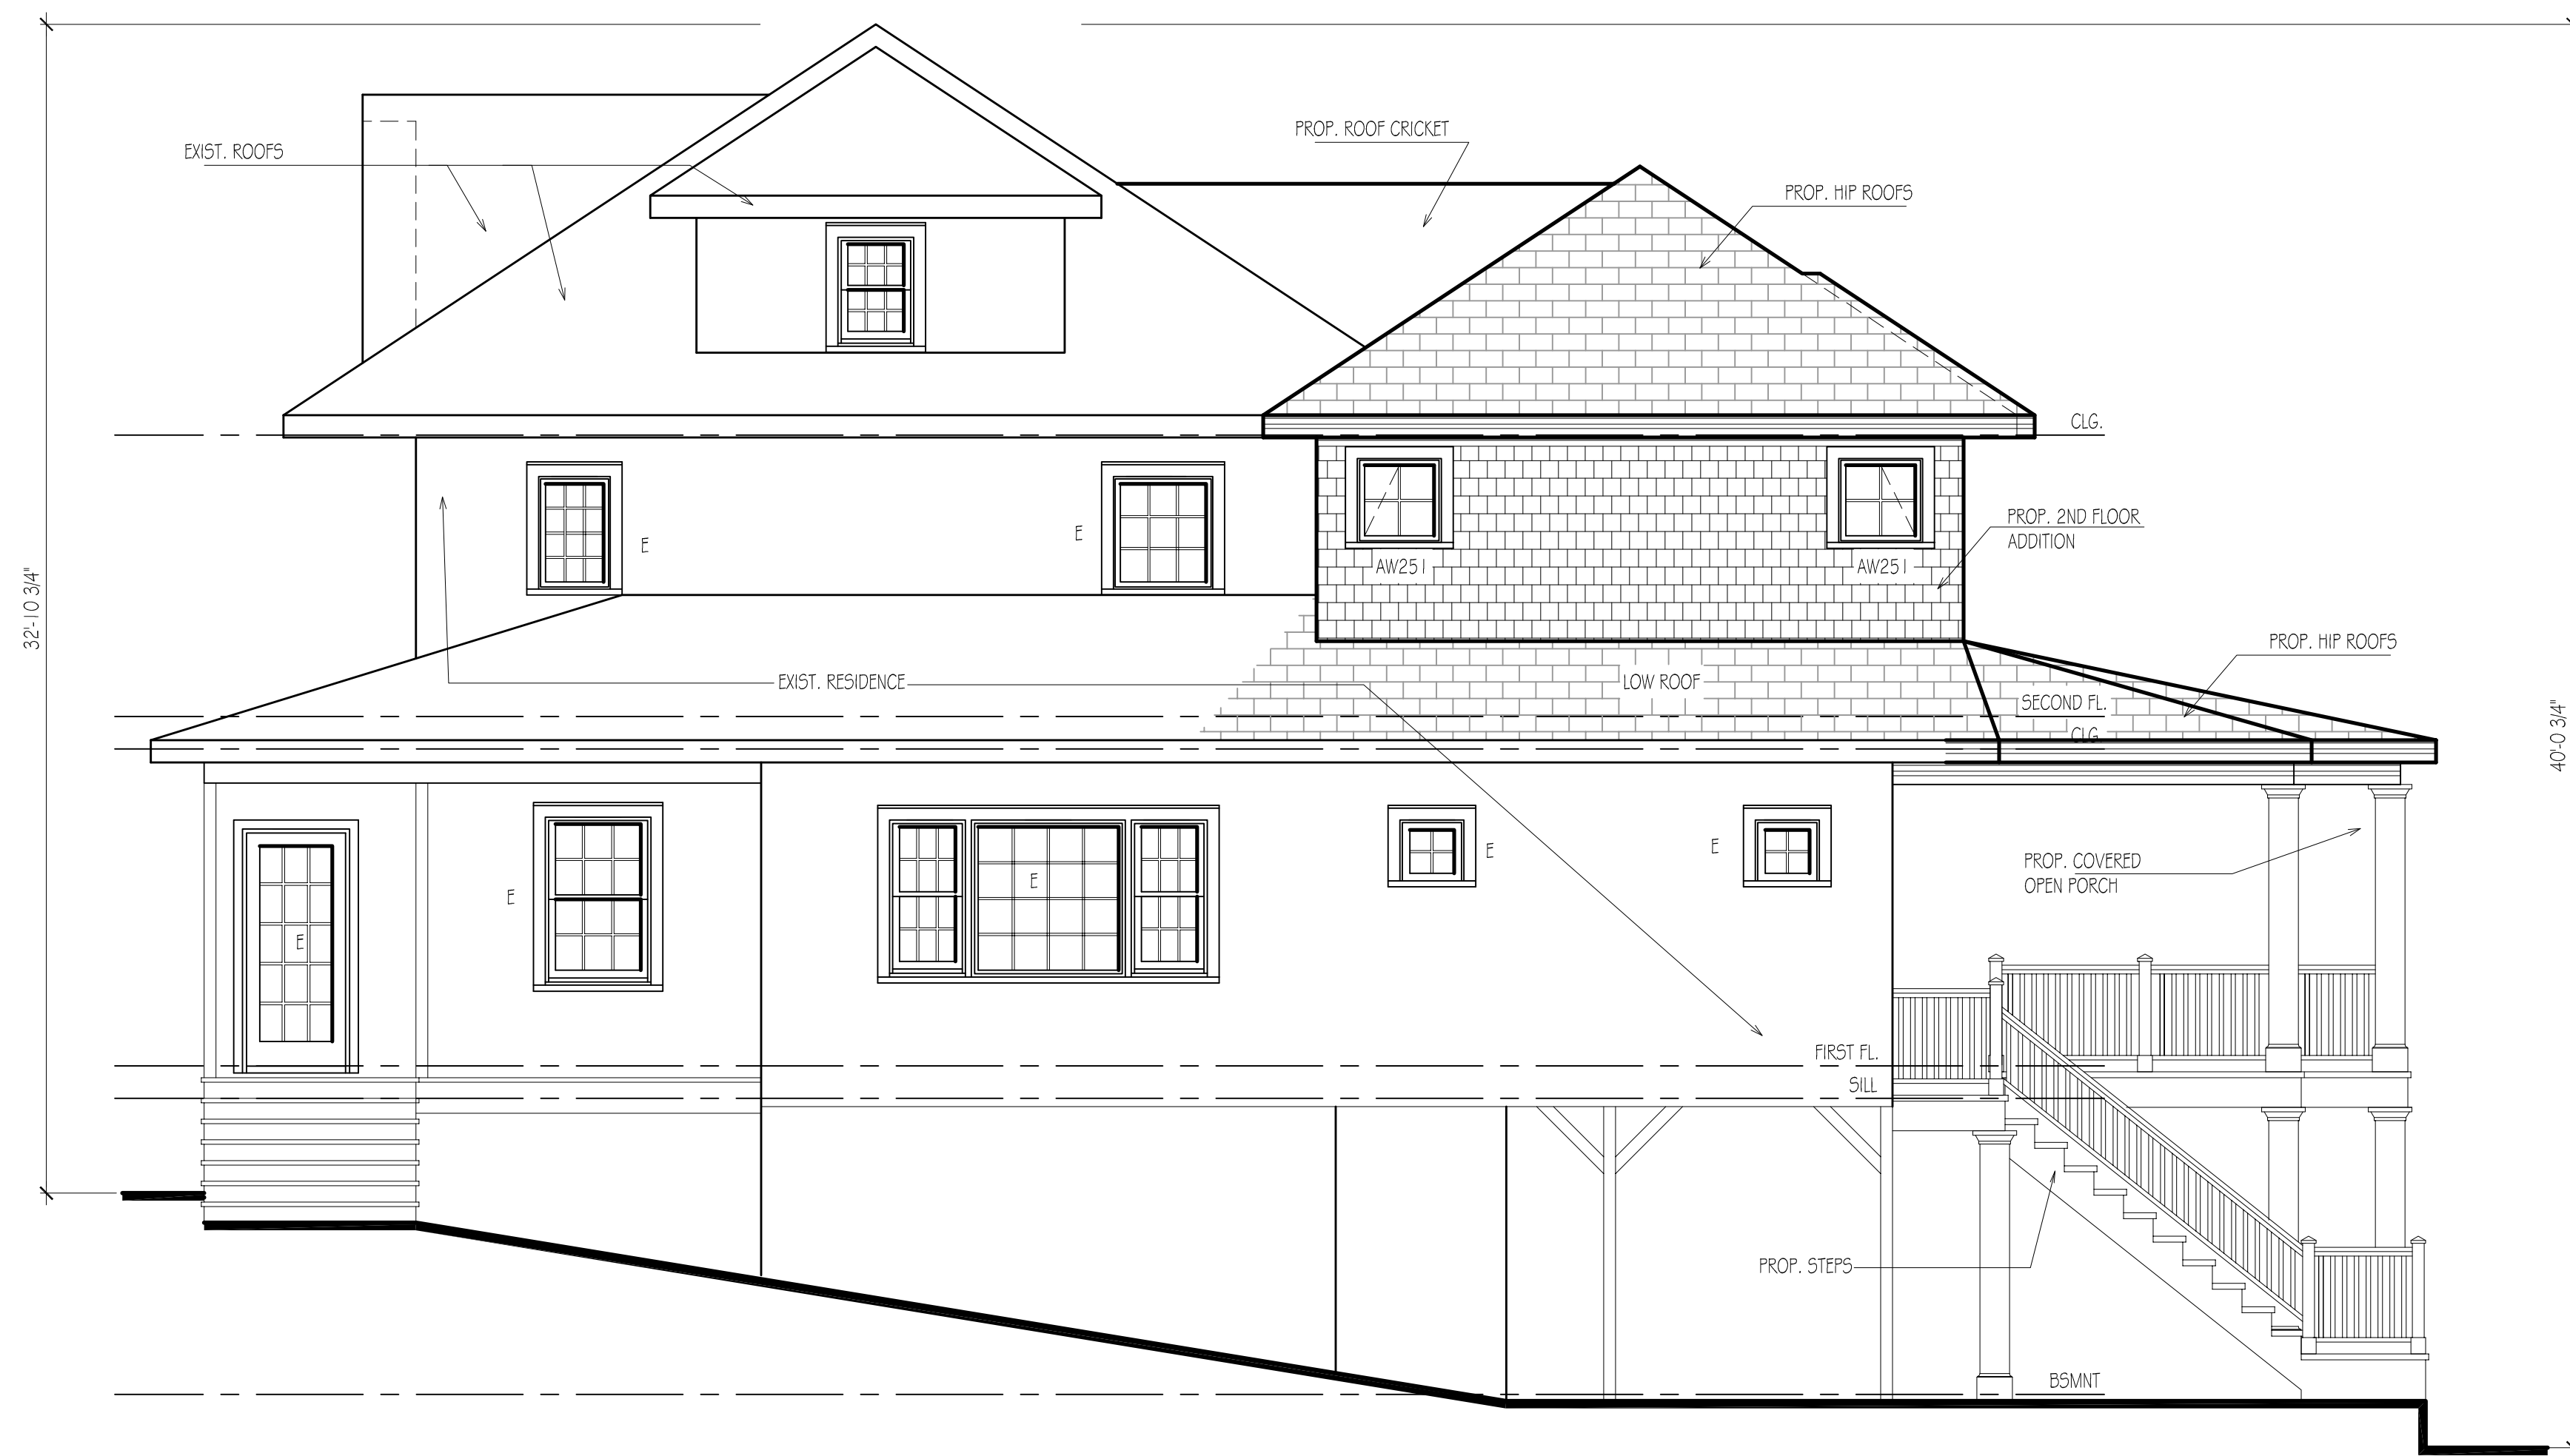 PROP. ROOF CRICKET
EXIST. ROOFS
PROP. HIP ROOFS
CLG.
PROP. 2ND FLOOR
ADDITION
E
E
AW251
AW251
32'-10 3/4"
PROP. HIP ROOFS
EXIST. RESIDENCE
LOW ROOF
SECOND FL.
CLG.
40'-0 3/4"
E
E
E
E
E
PROP. COVERED
OPEN PORCH
FIRST FL.
SILL
PROP. STEPS
BSMNT